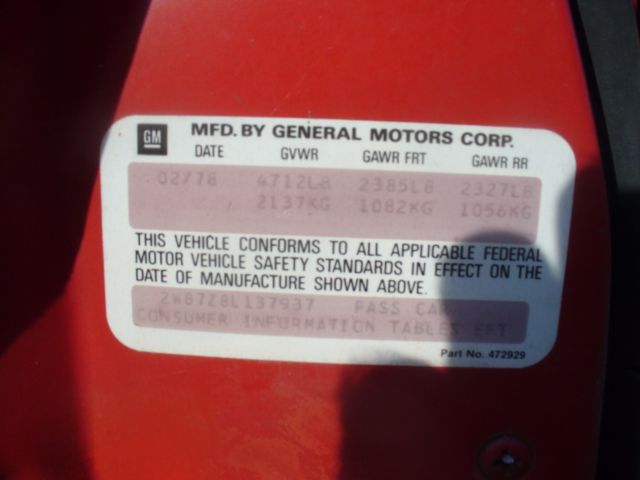 GM MFD. BY GENERAL MOTORS CORP.
DATE GVWR GAWR FRT GAWR RR
02/78 4712LB 2385LB 2327LB
2137KG 1082KG 1056KG
THIS VEHICLE CONFORMS TO ALL APPLICABLE FEDERAL
MOTOR VEHICLE SAFETY STANDARDS IN EFFECT ON THE
DATE OF MANUFACTURE SHOWN ABOVE.
2W87Z8L137937 PASS CAR
CONSUMER INFORMATION TABLES
Part No. 472929